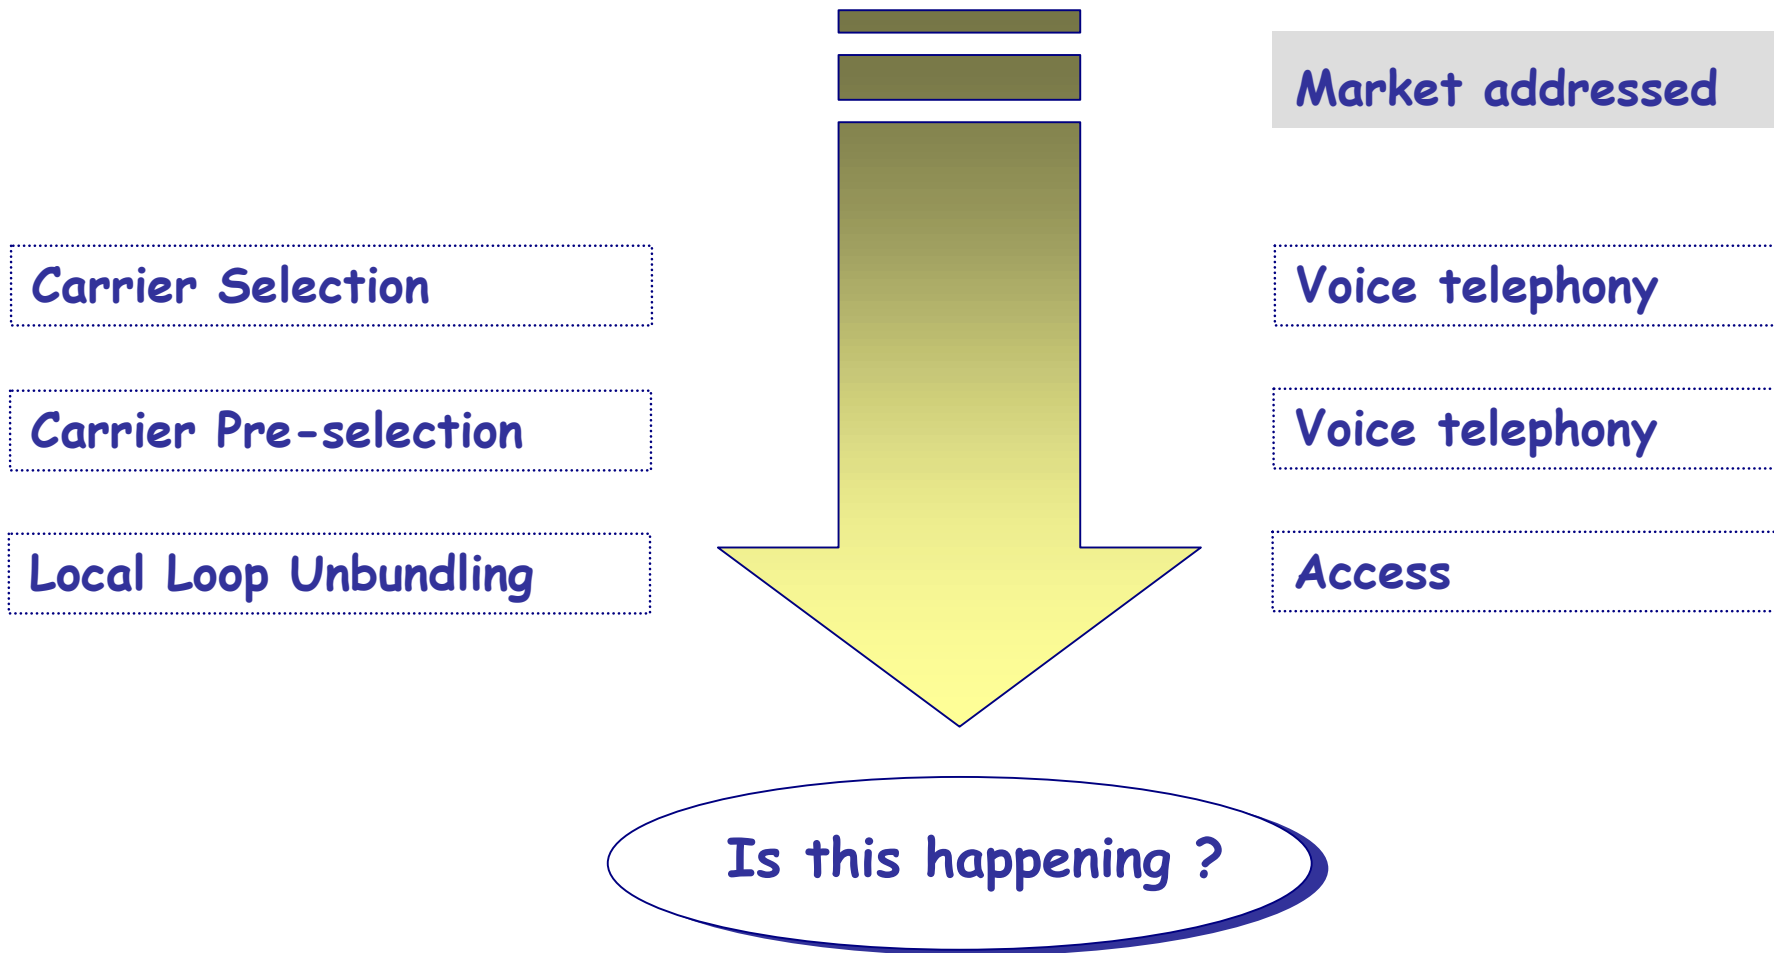 Market addressed
Carrier Selection
Voice telephony
Carrier Pre-selection
Voice telephony
Local Loop Unbundling
Access
Is this happening ?